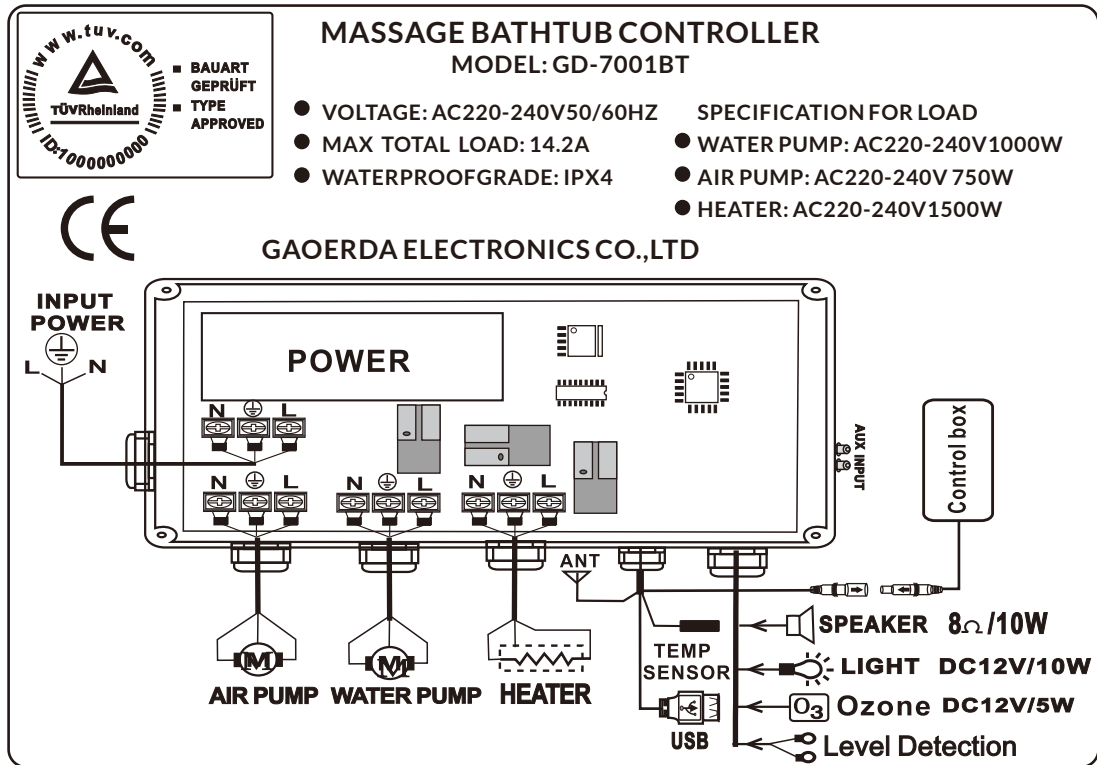 www.tuv.com
TÜVRheinland
ID:1000000000
BAUART
GEPRÜFT
TYPE
APPROVED
MASSAGE BATHTUB CONTROLLER
MODEL: GD-7001BT
VOLTAGE: AC220-240V50/60HZ
MAX TOTAL LOAD: 14.2A
WATERPROOFGRADE: IPX4
SPECIFICATION FOR LOAD
WATER PUMP: AC220-240V1000W
AIR PUMP: AC220-240V 750W
HEATER: AC220-240V1500W
CE
GAOERDA ELECTRONICS CO.,LTD
INPUT
POWER
L N
POWER
N L
N L
N L
N L
AUX INPUT
Control box
ANT
M
AIR PUMP
M
WATER PUMP
HEATER
TEMP
SENSOR
USB
SPEAKER 8Ω/10W
LIGHT DC12V/10W
O3 Ozone DC12V/5W
Level Detection